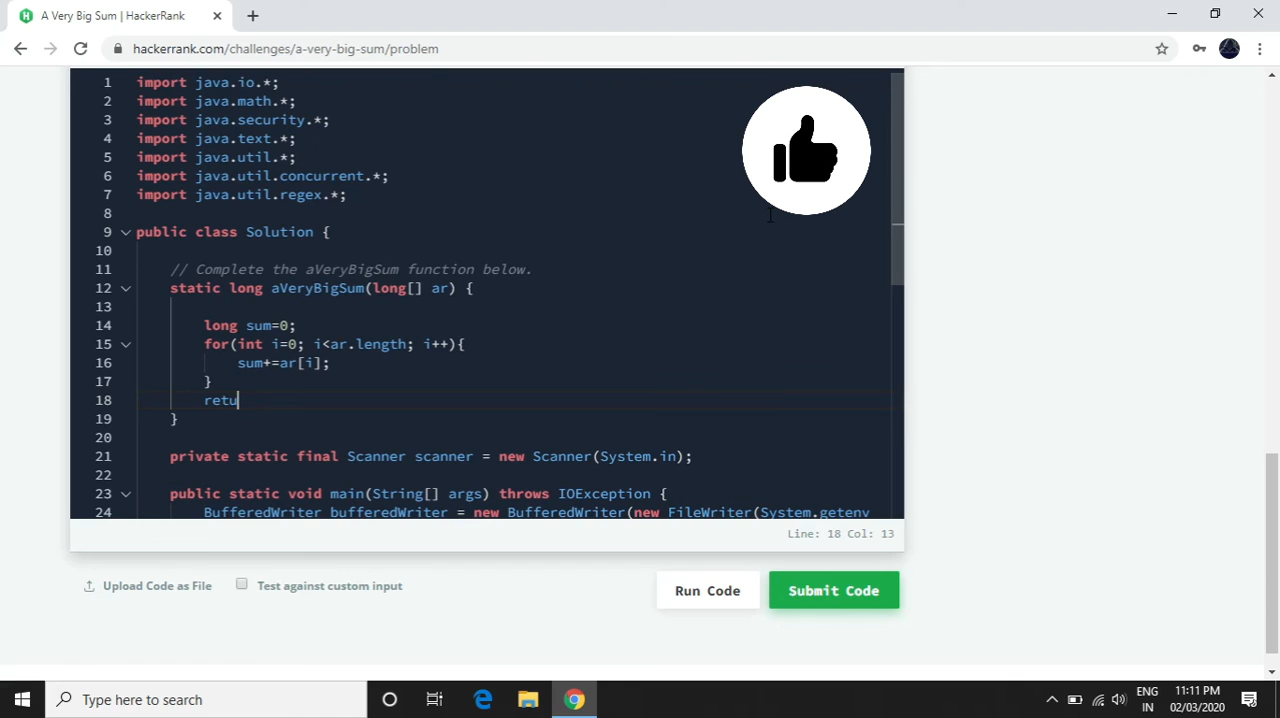 A Very Big Sum | HackerRank
hackerrank.com/challenges/a-very-big-sum/problem
1 import java.io.*;
2 import java.math.*;
3 import java.security.*;
4 import java.text.*;
5 import java.util.*;
6 import java.util.concurrent.*;
7 import java.util.regex.*;
8
9 public class Solution {
10
11 // Complete the aVeryBigSum function below.
12 static long aVeryBigSum(long[] ar) {
13
14 long sum=0;
15 for(int i=0; i<ar.length; i++){
16 sum+=ar[i];
17 }
18 retu
19 }
20
21 private static final Scanner scanner = new Scanner(System.in);
22
23 public static void main(String[] args) throws IOException {
24 BufferedWriter bufferedWriter = new BufferedWriter(new FileWriter(System.getenv
Line: 18 Col: 13
Upload Code as File
Test against custom input
Run Code
Submit Code
Type here to search
ENG
IN
11:11 PM
02/03/2020